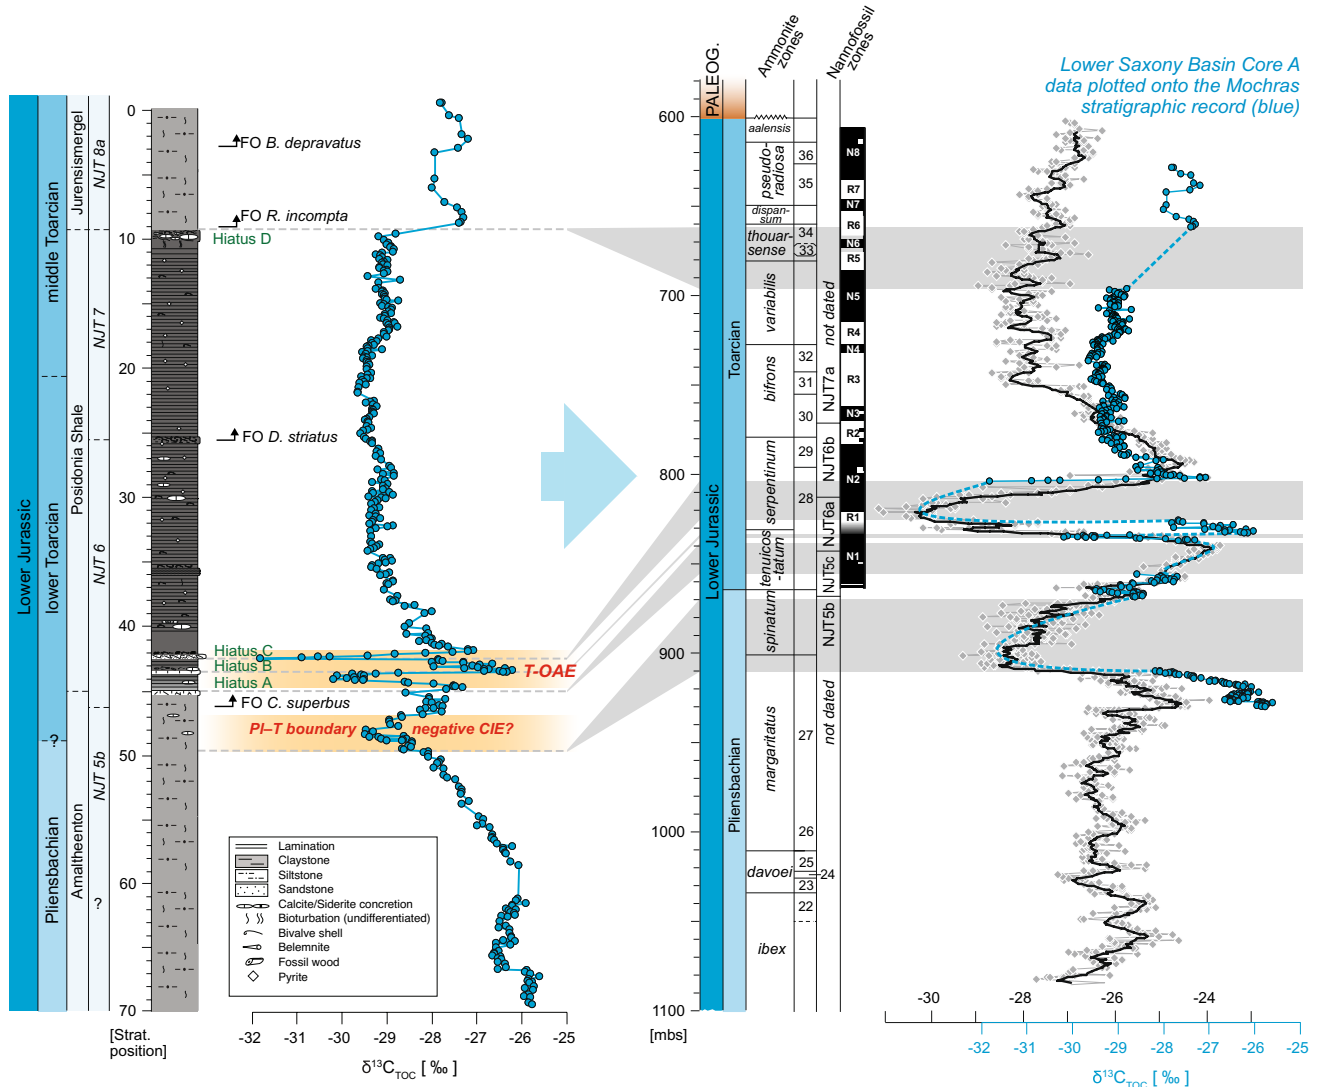 Lower Saxony Basin Core A
data plotted onto the Mochras
stratigraphic record (blue)
Lower Jurassic
middle Toarcian
lower Toarcian
?
Pliensbachian
Jurensismergel
Posidonia Shale
Amaltheenton
NJT 8a
NJT 7
NJT 6
NJT 5b
?
0
10
20
30
40
50
60
70
[Strat.
position]
FO B. depravatus
FO R. incompta
Hiatus D
FO D. striatus
Hiatus C
Hiatus B
Hiatus A
T-OAE
FO C. superbus
Pl–T boundary
negative CIE?
Lamination
Claystone
Siltstone
Sandstone
Calcite/Siderite concretion
Bioturbation (undifferentiated)
Bivalve shell
Belemnite
Fossil wood
Pyrite
-32
-31
-30
-29
-28
-27
-26
-25
δ13CTOC [ ‰ ]
600
700
800
900
1000
1100
[mbs]
PALEOG.
Lower Jurassic
Toarcian
Pliensbachian
Ammonite
zones
aalensis
pseudo-
radiosa
dispan-
sum
thouar-
sense
variabilis
bifrons
serpentinum
tenuicos
-tatum
spinatum
margaritatus
davoei
ibex
36
35
34
33
32
31
30
29
28
27
26
25
24
23
22
Nannofossil
zones
not dated
NJT7a
NJT6b
NJT6a
NJT5c
NJT5b
not dated
N8
R7
N7
R6
N6
R5
N5
R4
N4
R3
N3
R2
N2
R1
N1
-30
-28
-26
-24
-32
-31
-30
-29
-28
-27
-26
-25
δ13CTOC [ ‰ ]